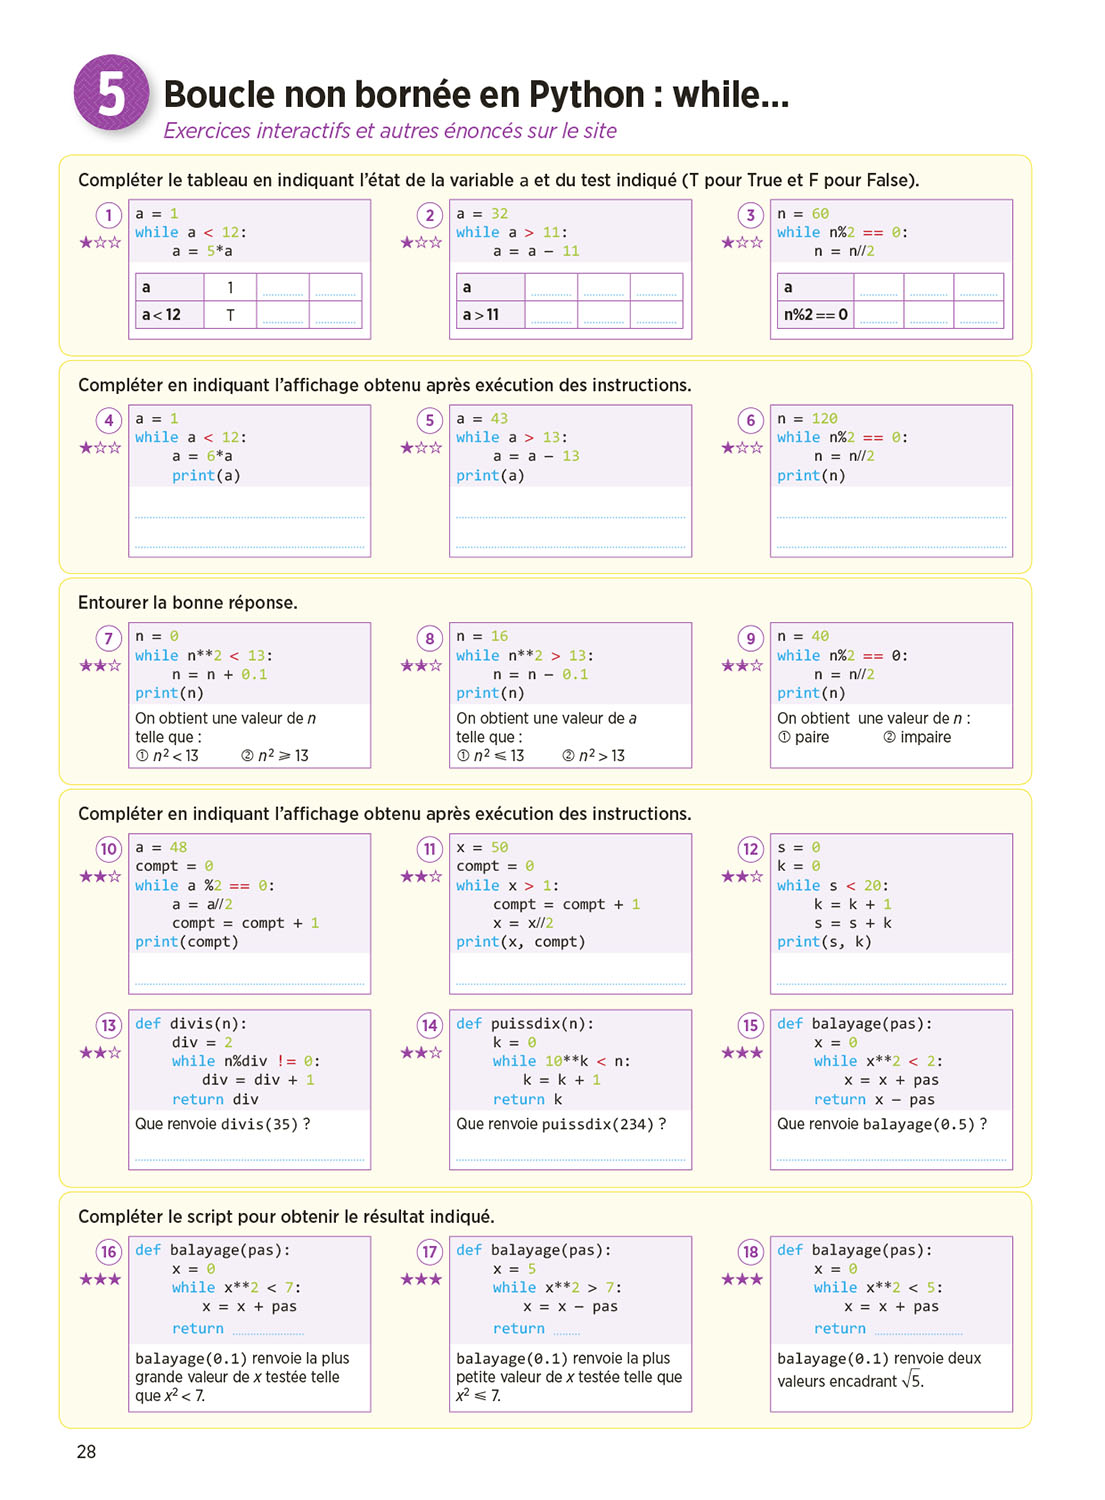 5
Boucle non bornée en Python : while...
Exercices interactifs et autres énoncés sur le site
Compléter le tableau en indiquant l'état de la variable a et du test indiqué (T pour True et F pour False).
1
a = 1
while a < 12:
    a = 5*a
a 1 ............ ............
a < 12 T ............ ............
2
a = 32
while a > 11:
    a = a – 11
a ............ ............ ............
a > 11 ............ ............ ............
3
n = 60
while n%2 == 0:
    n = n//2
a ............ ............ ............
n%2 == 0 ............ ............ ............
Compléter en indiquant l'affichage obtenu après exécution des instructions.
4
a = 1
while a < 12:
    a = 6*a
    print(a)
5
a = 43
while a > 13:
    a = a – 13
print(a)
6
n = 120
while n%2 == 0:
    n = n//2
print(n)
Entourer la bonne réponse.
7
n = 0
while n**2 < 13:
    n = n + 0.1
print(n)
On obtient une valeur de n
telle que :
① n² < 13 ② n² ⩾ 13
8
n = 16
while n**2 > 13:
    n = n – 0.1
print(n)
On obtient une valeur de a
telle que :
① n² ⩽ 13 ② n² > 13
9
n = 40
while n%2 == 0:
    n = n//2
print(n)
On obtient une valeur de n :
① paire ② impaire
Compléter en indiquant l'affichage obtenu après exécution des instructions.
10
a = 48
compt = 0
while a %2 == 0:
    a = a//2
    compt = compt + 1
print(compt)
11
x = 50
compt = 0
while x > 1:
    compt = compt + 1
    x = x//2
print(x, compt)
12
s = 0
k = 0
while s < 20:
    k = k + 1
    s = s + k
print(s, k)
13
def divis(n):
    div = 2
    while n%div != 0:
        div = div + 1
    return div
Que renvoie divis(35) ?
14
def puissdix(n):
    k = 0
    while 10**k < n:
        k = k + 1
    return k
Que renvoie puissdix(234) ?
15
def balayage(pas):
    x = 0
    while x**2 < 2:
        x = x + pas
    return x – pas
Que renvoie balayage(0.5) ?
Compléter le script pour obtenir le résultat indiqué.
16
def balayage(pas):
    x = 0
    while x**2 < 7:
        x = x + pas
    return ......................
balayage(0.1) renvoie la plus
grande valeur de x testée telle
que x² < 7.
17
def balayage(pas):
    x = 5
    while x**2 > 7:
        x = x – pas
    return ........
balayage(0.1) renvoie la plus
petite valeur de x testée telle que
x² ⩽ 7.
18
def balayage(pas):
    x = 0
    while x**2 < 5:
        x = x + pas
    return ...........................
balayage(0.1) renvoie deux
valeurs encadrant √5.
28